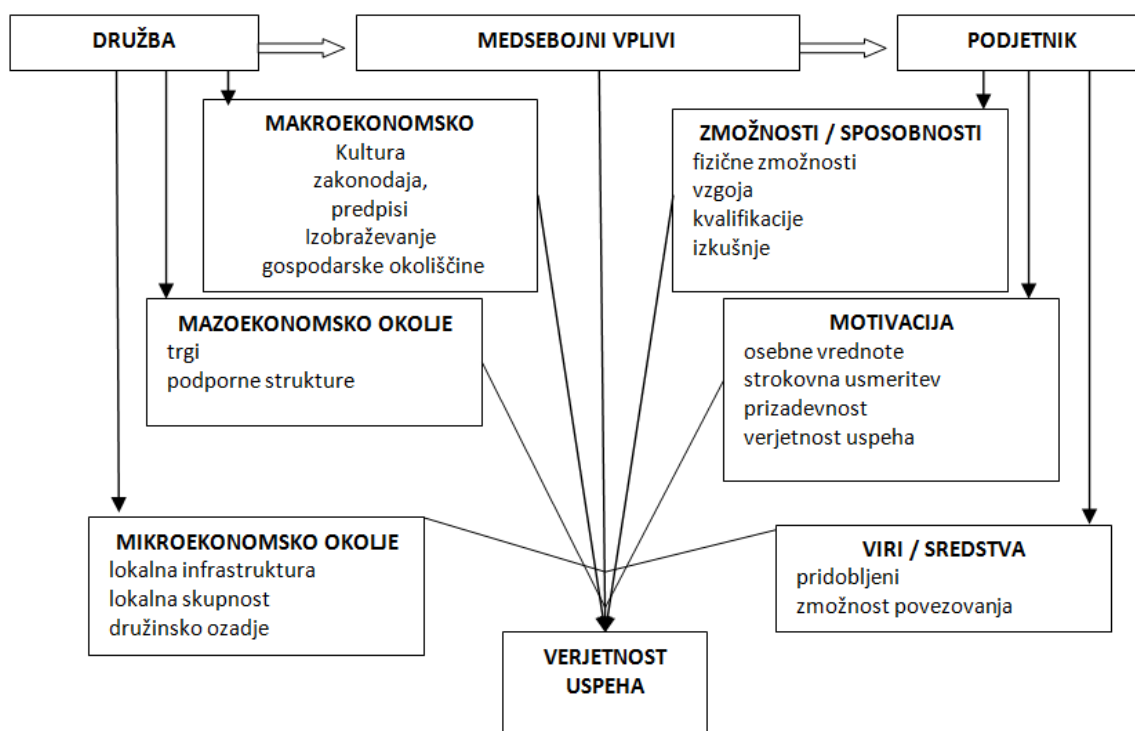 DRUŽBA
MEDSEBOJNI VPLIVI
PODJETNIK
MAKROEKONOMSKO
Kultura
zakonodaja,
predpisi
Izobraževanje
gospodarske okoliščine
ZMOŽNOSTI / SPOSOBNOSTI
fizične zmožnosti
vzgoja
kvalifikacije
izkušnje
MAZOEKONOMSKO OKOLJE
trgi
podporne strukture
MOTIVACIJA
osebne vrednote
strokovna usmeritev
prizadevnost
verjetnost uspeha
MIKROEKONOMSKO OKOLJE
lokalna infrastruktura
lokalna skupnost
družinsko ozadje
VIRI / SREDSTVA
pridobljeni
zmožnost povezovanja
VERJETNOST
USPEHA